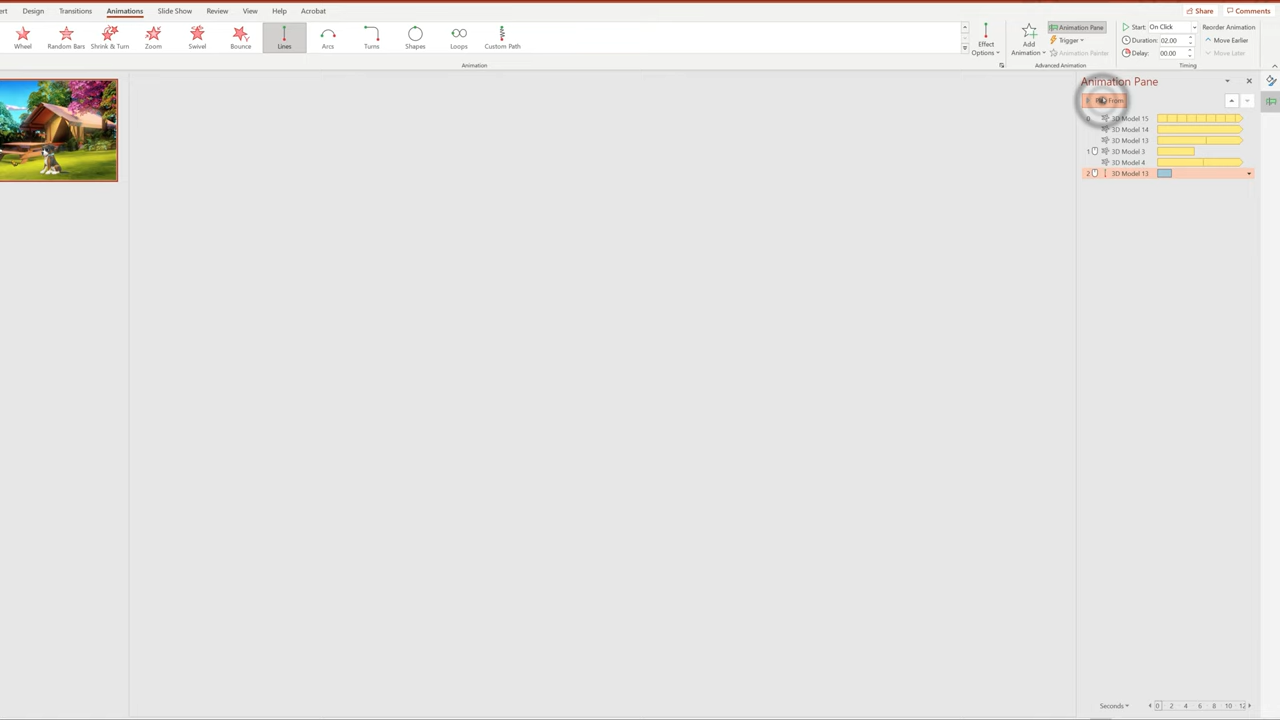 Design Transitions Animations Slide Show Review View Help Acrobat Share Comments
Wheel Random Bars Shrink & Turn Zoom Swivel Bounce Lines Arcs Turns Shapes Loops Custom Path
Effect Options
Add Animation
Animation Pane
Trigger
Animation Painter
Start: On Click
Duration: 02.00
Delay: 00.00
Reorder Animation
Move Earlier
Move Later
Animation Advanced Animation Timing
Animation Pane
From
0 3D Model 15
3D Model 14
3D Model 13
1 3D Model 3
3D Model 4
2 3D Model 13
Seconds 0 2 4 6 8 10 12